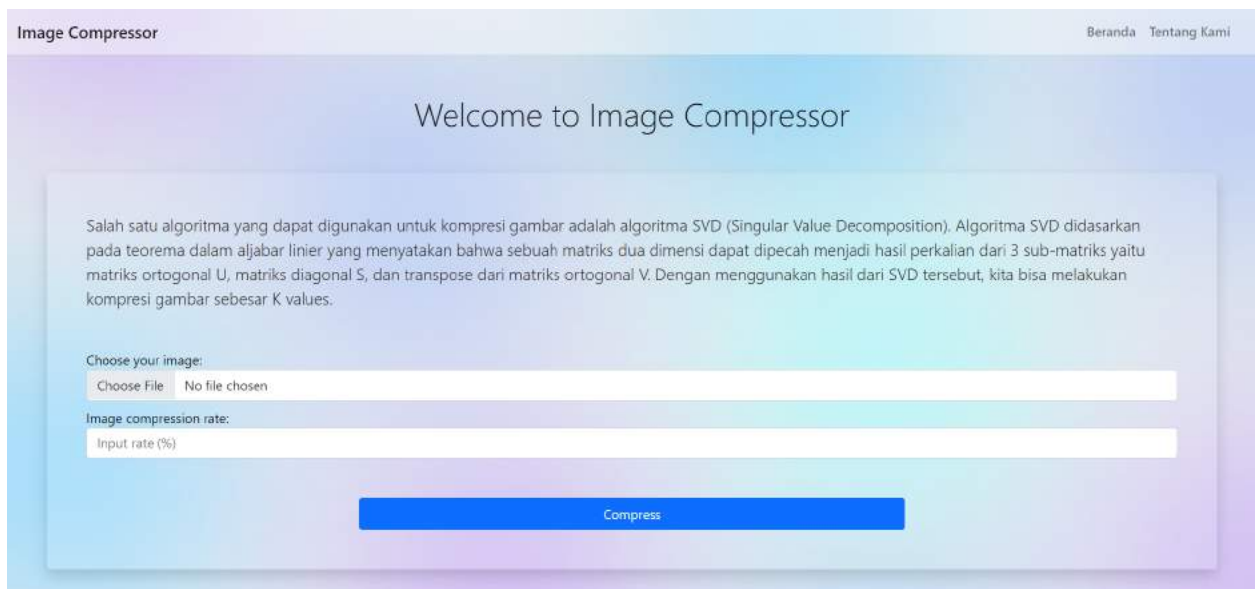 Image Compressor
Beranda Tentang Kami
Welcome to Image Compressor
Salah satu algoritma yang dapat digunakan untuk kompresi gambar adalah algoritma SVD (Singular Value Decomposition). Algoritma SVD didasarkan
pada teorema dalam aljabar linier yang menyatakan bahwa sebuah matriks dua dimensi dapat dipecah menjadi hasil perkalian dari 3 sub-matriks yaitu
matriks ortogonal U, matriks diagonal S, dan transpose dari matriks ortogonal V. Dengan menggunakan hasil dari SVD tersebut, kita bisa melakukan
kompresi gambar sebesar K values.
Choose your image:
Choose File No file chosen
Image compression rate:
Input rate (%)
Compress